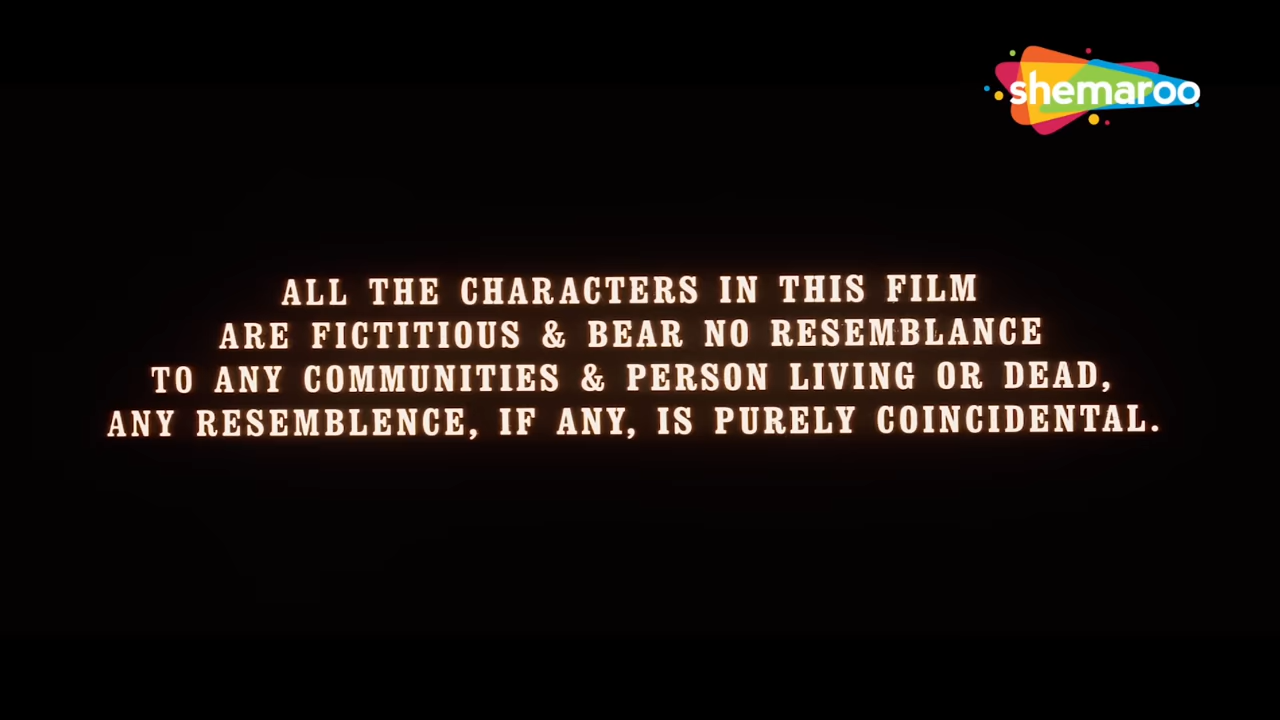 shemaroo
ALL THE CHARACTERS IN THIS FILM
ARE FICTITIOUS & BEAR NO RESEMBLANCE
TO ANY COMMUNITIES & PERSON LIVING OR DEAD,
ANY RESEMBLENCE, IF ANY, IS PURELY COINCIDENTAL.